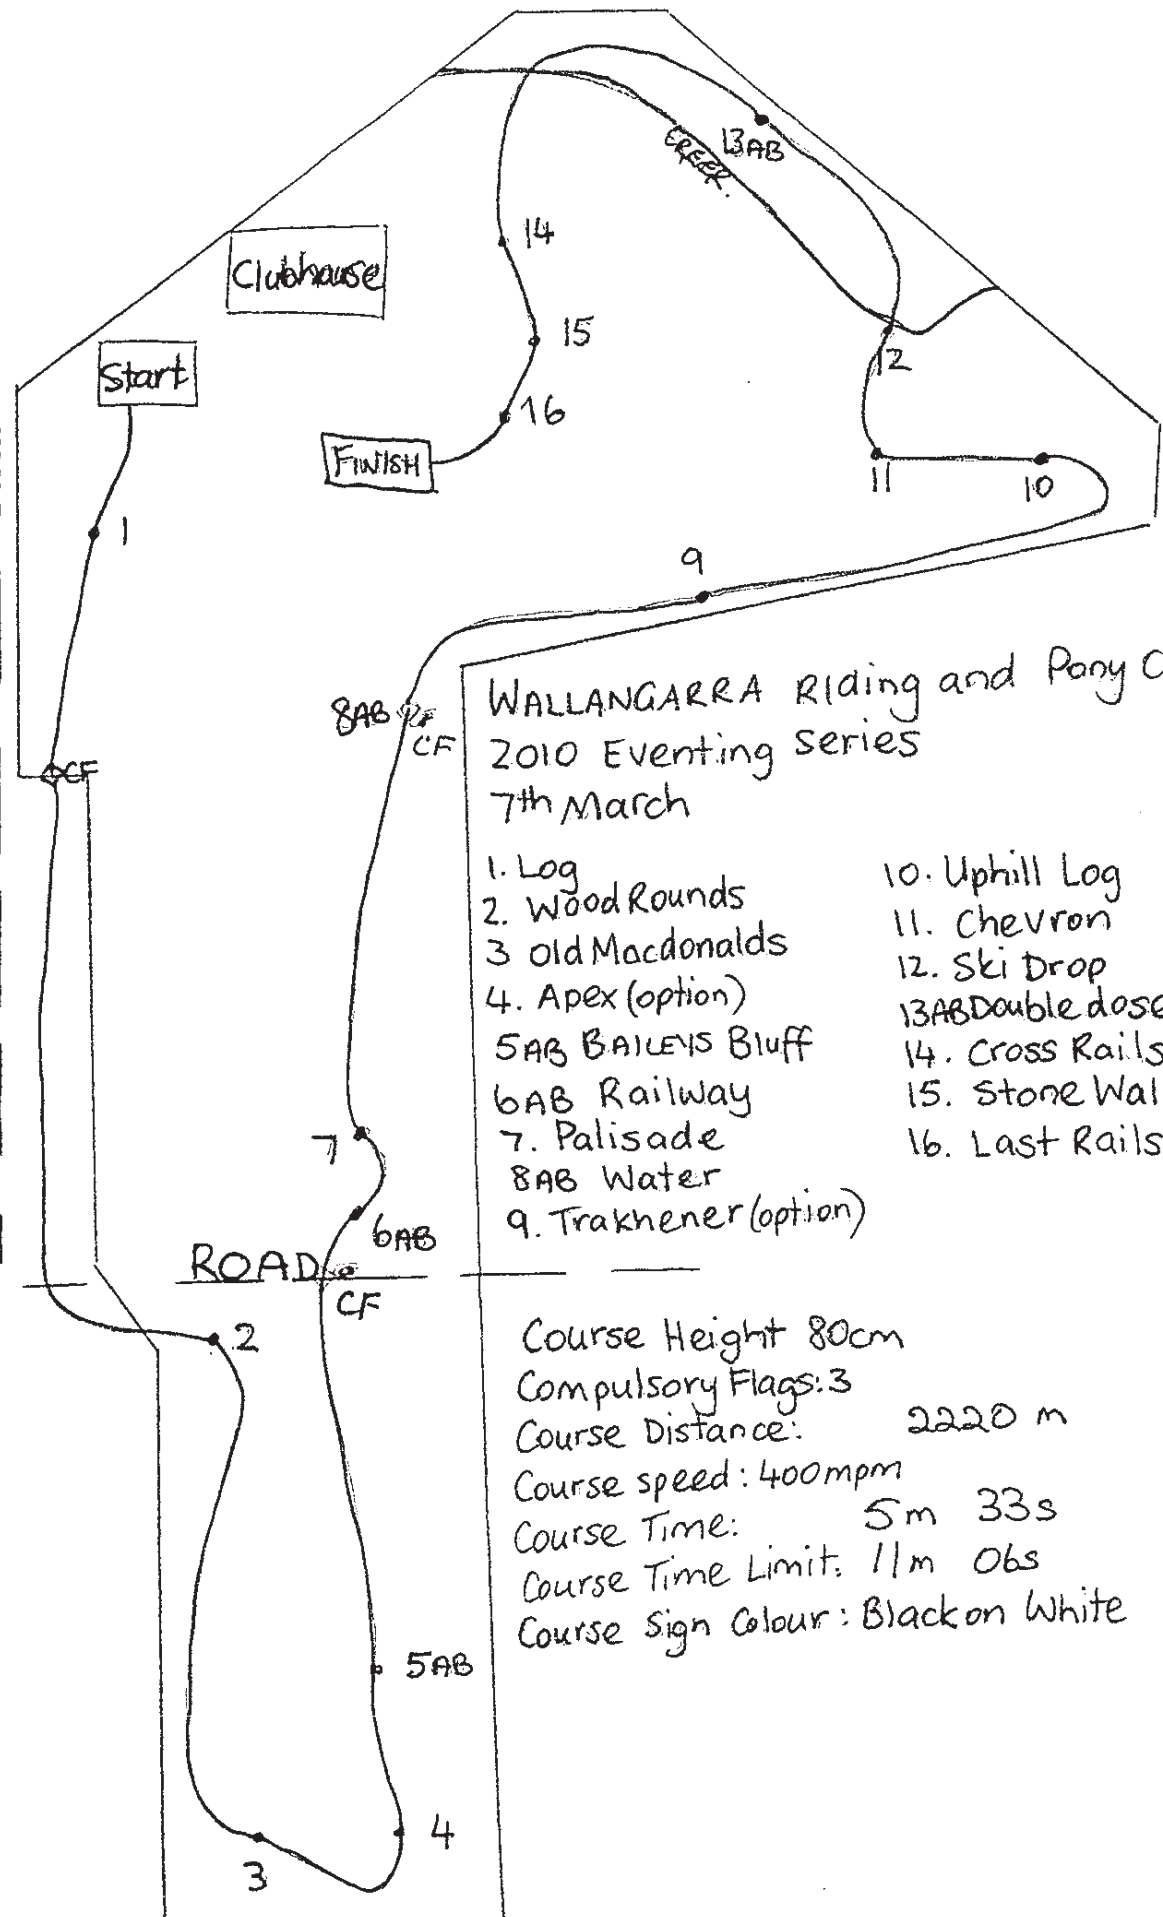 13AB
CREEK.
14
Clubhouse
15
Start
12
16
FINISH
11
10
1
9
8AB
CF
CF
WALLANGARRA Riding and Pony C
2010 Eventing Series
7th March
1. Log
2. Wood Rounds
3 Old Macdonalds
4. Apex (option)
5AB BAILEYS Bluff
6AB Railway
7. Palisade
8AB Water
9. Trakhener (option)
10. Uphill Log
11. Chevron
12. Ski Drop
13AB Double dose
14. Cross Rails
15. Stone Wal
16. Last Rails
7
6AB
ROAD
CF
2
Course Height 80cm
Compulsory Flags: 3
Course Distance: 2220 m
Course speed: 400mpm
Course Time: 5m 33s
Course Time Limit: 11m 06s
Course Sign Colour: Black on White
5AB
4
3